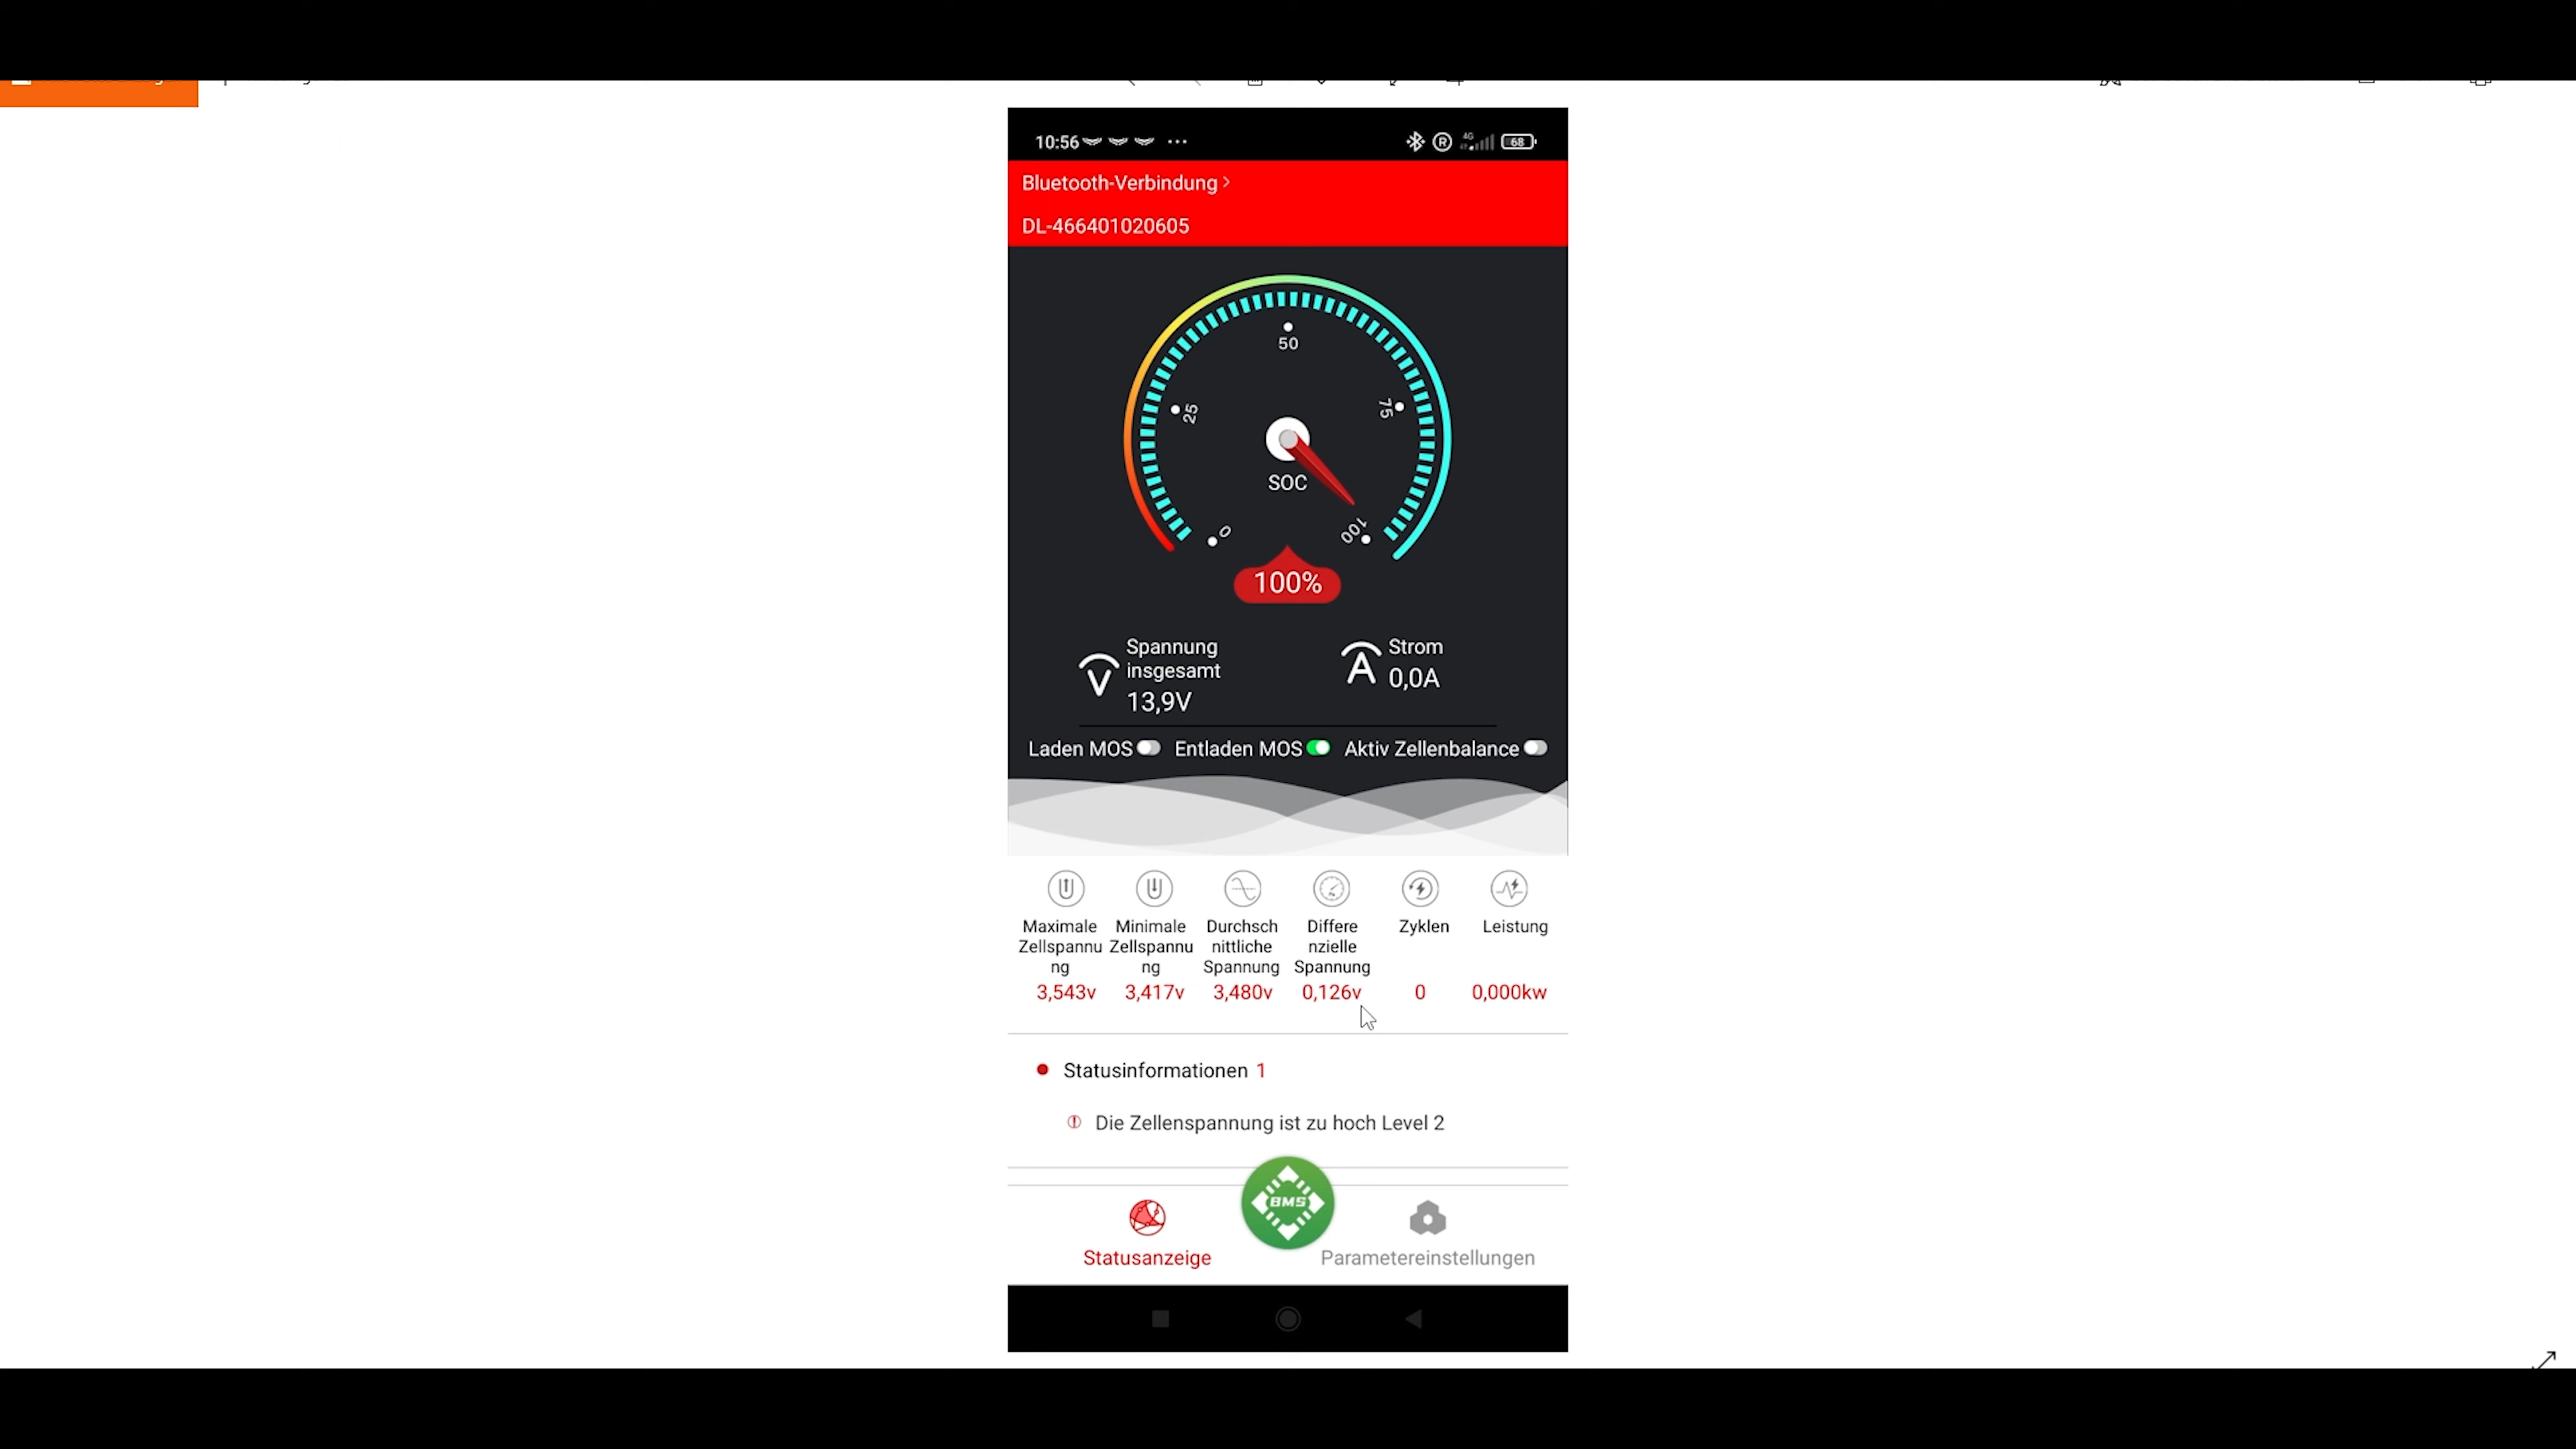 10:56
4G
68
Bluetooth-Verbindung >
DL-466401020605
50
25
75
SOC
0
100
100%
Spannung
insgesamt
13,9V
Strom
0,0A
Laden MOS
Entladen MOS
Aktiv Zellenbalance
Maximale
Zellspannu
ng
3,543v
Minimale
Zellspannu
ng
3,417v
Durchsch
nittliche
Spannung
3,480v
Differe
nzielle
Spannung
0,126v
Zyklen
0
Leistung
0,000kw
Statusinformationen 1
Die Zellenspannung ist zu hoch Level 2
BMS
Statusanzeige
Parametereinstellungen